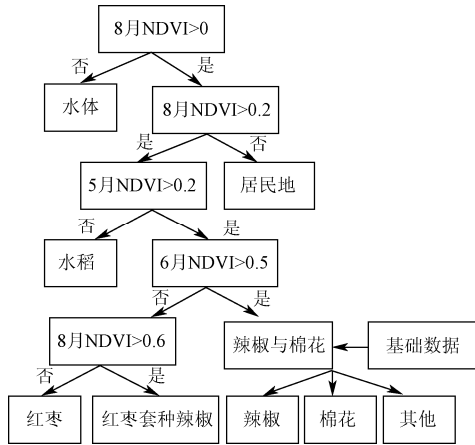 8月NDVI>0
否
是
水体
8月NDVI>0.2
是
否
5月NDVI>0.2
居民地
否
是
水稻
6月NDVI>0.5
否
是
8月NDVI>0.6
辣椒与棉花
基础数据
否
是
红枣
红枣套种辣椒
辣椒
棉花
其他